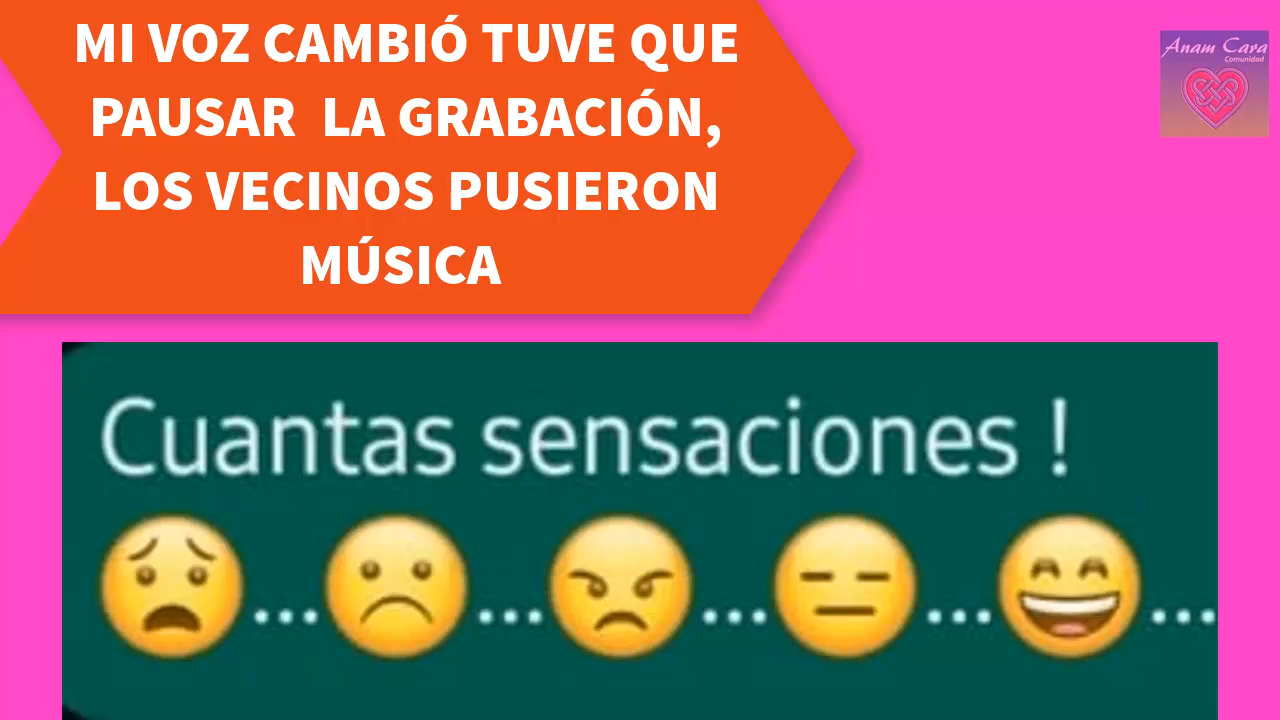 MI VOZ CAMBIÓ TUVE QUE
PAUSAR LA GRABACIÓN,
LOS VECINOS PUSIERON
MÚSICA
Anam Cara
Comunidad
Cuantas sensaciones !
😧...☹...😠...😑...😄...